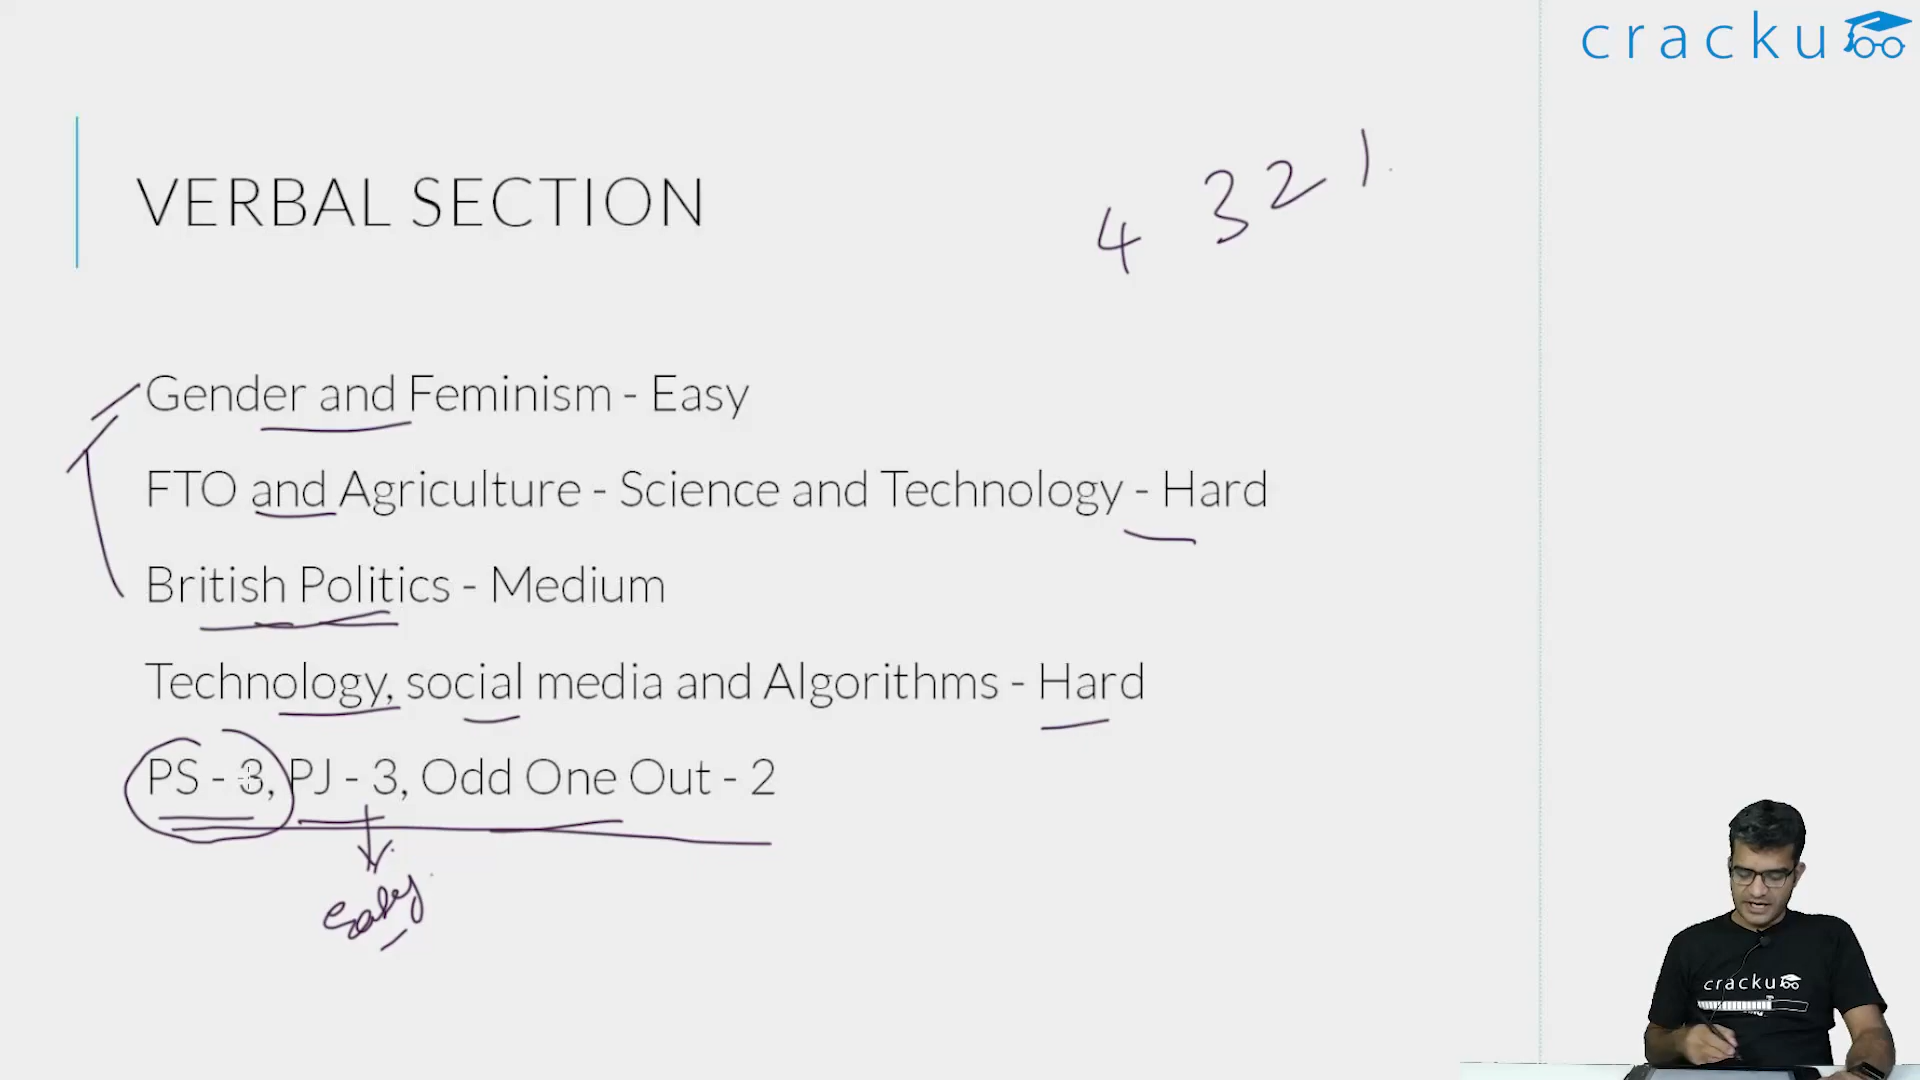 cracku
VERBAL SECTION
4 3 2 1
Gender and Feminism - Easy
FTO and Agriculture - Science and Technology - Hard
British Politics - Medium
Technology, social media and Algorithms - Hard
PS - 3, PJ - 3, Odd One Out - 2
Easy
cracku